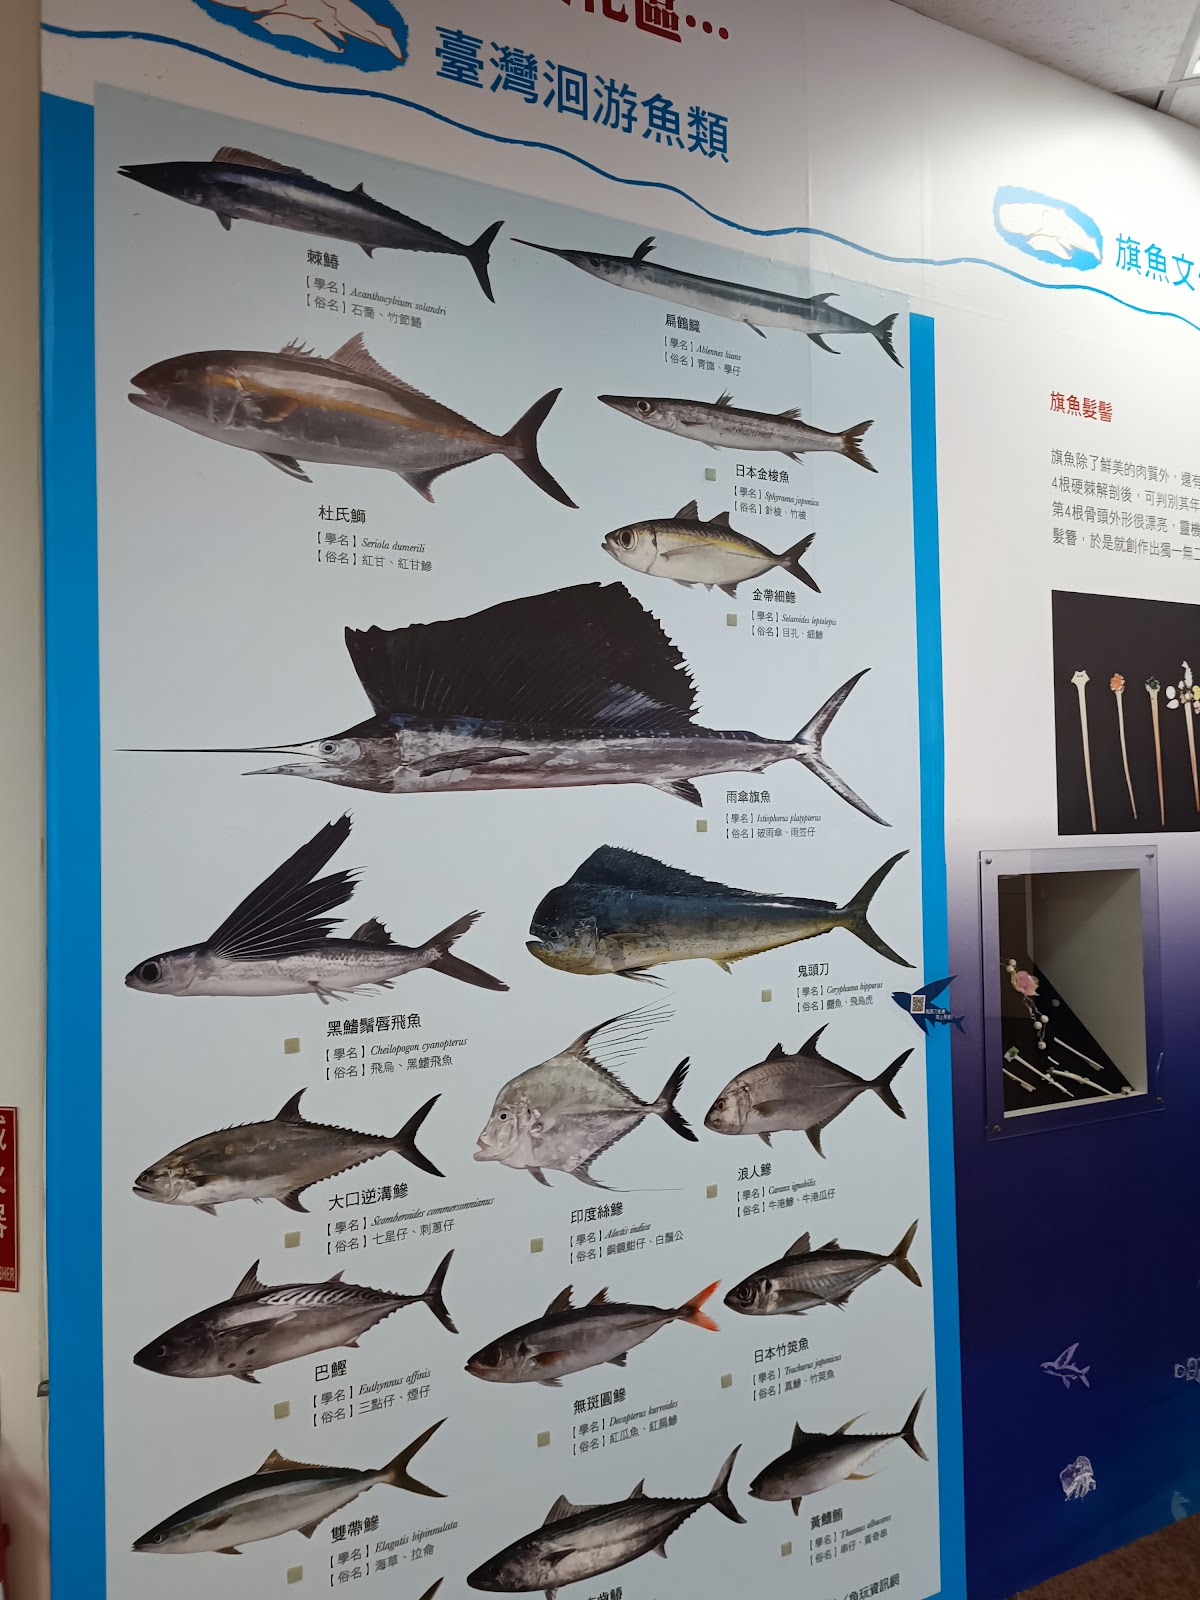 化區…
臺灣洄游魚類
棘鰆
【學名】Acanthocybium solandri
【俗名】石喬、竹節鰆
扁鶴鱵
【學名】Ablennes hians
【俗名】青旗、學仔
杜氏鰤
【學名】Seriola dumerili
【俗名】紅甘、紅甘鰺
日本金梭魚
【學名】Sphyraena japonica
【俗名】針梭、竹梭
金帶細鰺
【學名】Selaroides leptolepis
【俗名】目孔、細鰺
雨傘旗魚
【學名】Istiophorus platypterus
【俗名】破雨傘、雨笠仔
黑鰭鬚唇飛魚
【學名】Cheilopogon cyanopterus
【俗名】飛烏、黑鰭飛魚
鬼頭刀
【學名】Coryphaena hippurus
【俗名】鱰魚、飛烏虎
大口逆溝鰺
【學名】Scomberoides commersonnianus
【俗名】七星仔、刺蔥仔
印度絲鰺
【學名】Alectis indica
【俗名】銅鏡魽仔、白鬚公
浪人鰺
【學名】Caranx ignobilis
【俗名】牛港鰺、牛港瓜仔
巴鰹
【學名】Euthynnus affinis
【俗名】三點仔、煙仔
無斑圓鰺
【學名】Decapterus kurroides
【俗名】紅瓜魚、紅扁鰺
日本竹筴魚
【學名】Trachurus japonicus
【俗名】真鰺、竹筴魚
雙帶鰺
【學名】Elagatis bipinnulata
【俗名】海草、拉侖
黃鰭鮪
【學名】Thunnus albacares
【俗名】串仔、黃奇串
齒鰆
魚玩資訊網
旗魚文
旗魚髮髻
旗魚除了鮮美的肉質外，還有
4根硬棘解剖後，可判別其年
第4根骨頭外形很漂亮，靈機
髮簪，於是就創作出獨一無二
火器
SHER